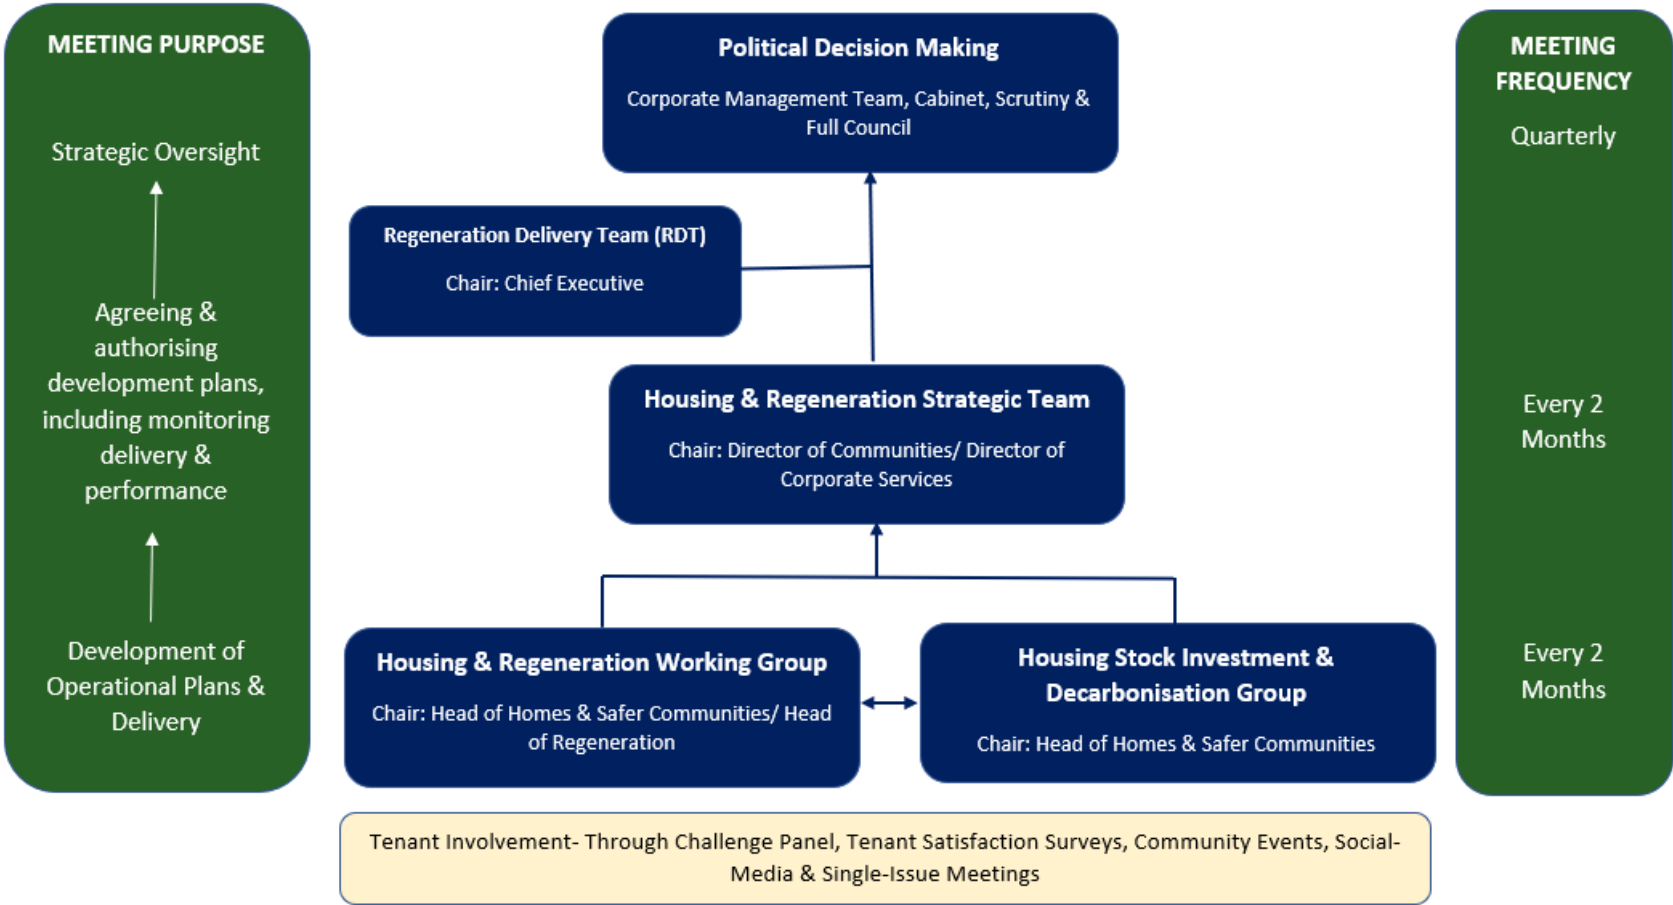 MEETING PURPOSE
Strategic Oversight
Agreeing &
authorising
development plans,
including monitoring
delivery &
performance
Development of
Operational Plans &
Delivery
Political Decision Making
Corporate Management Team, Cabinet, Scrutiny &
Full Council
Regeneration Delivery Team (RDT)
Chair: Chief Executive
Housing & Regeneration Strategic Team
Chair: Director of Communities/ Director of
Corporate Services
Housing & Regeneration Working Group
Chair: Head of Homes & Safer Communities/ Head
of Regeneration
Housing Stock Investment &
Decarbonisation Group
Chair: Head of Homes & Safer Communities
MEETING
FREQUENCY
Quarterly
Every 2
Months
Every 2
Months
Tenant Involvement- Through Challenge Panel, Tenant Satisfaction Surveys, Community Events, Social-
Media & Single-Issue Meetings